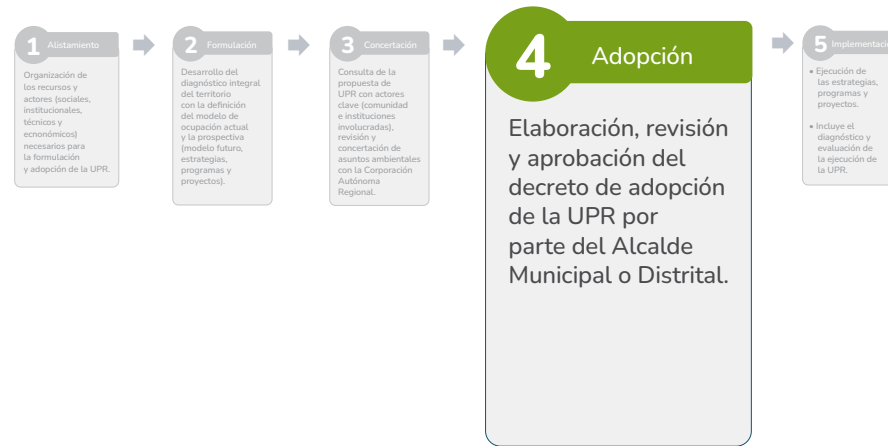 1 Alistamiento
Organización de
los recursos y
actores (sociales,
institucionales,
técnicos y
ecnonómicos)
necesarios para
la formulación
y adopción de la UPR.
2 Formulación
Desarrollo del
diagnóstico integral
del territorio
con la definición
del modelo de
ocupación actual
y la prospectiva
(modelo futuro,
estrategias,
programas y
proyectos).
3 Concertación
Consulta de la
propuesta de
UPR con actores
clave (comunidad
e instituciones
involucradas),
revisión y
concertación de
asuntos ambientales
con la Corporación
Autónoma
Regional.
4 Adopción
Elaboración, revisión
y aprobación del
decreto de adopción
de la UPR por
parte del Alcalde
Municipal o Distrital.
5 Implementaci
• Ejecución de
las estrategias,
programas y
proyectos.
• Incluye el
diagnóstico y
evaluación de
la ejecución de
la UPR.